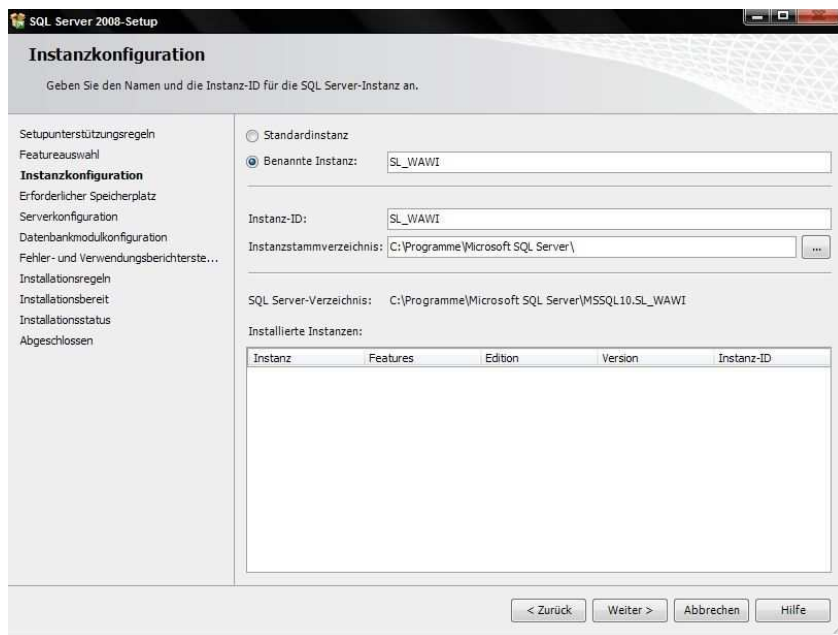 SQL Server 2008-Setup
Instanzkonfiguration
Geben Sie den Namen und die Instanz-ID für die SQL Server-Instanz an.
Setupunterstützungsregeln
Featureauswahl
Instanzkonfiguration
Erforderlicher Speicherplatz
Serverkonfiguration
Datenbankmodulkonfiguration
Fehler- und Verwendungsberichterste...
Installationsregeln
Installationsbereit
Installationsstatus
Abgeschlossen
Standardinstanz
Benannte Instanz: SL_WAWI
Instanz-ID: SL_WAWI
Instanzstammverzeichnis: C:\Programme\Microsoft SQL Server\ ...
SQL Server-Verzeichnis: C:\Programme\Microsoft SQL Server\MSSQL10.SL_WAWI
Installierte Instanzen:
Instanz Features Edition Version Instanz-ID
< Zurück Weiter > Abbrechen Hilfe